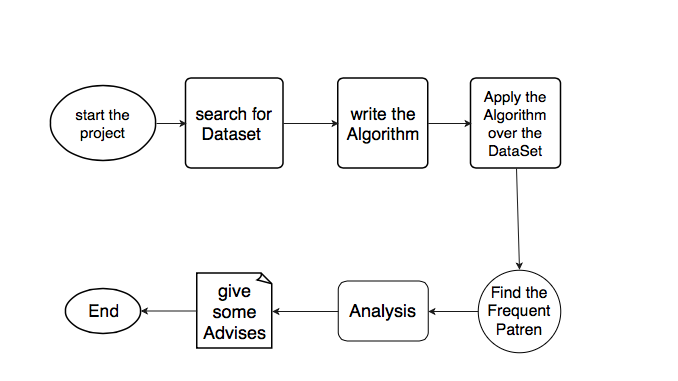 start the
project
search for
Dataset
write the
Algorithm
Apply the
Algorithm
over the
DataSet
Find the
Frequent
Patren
Analysis
give
some
Advises
End